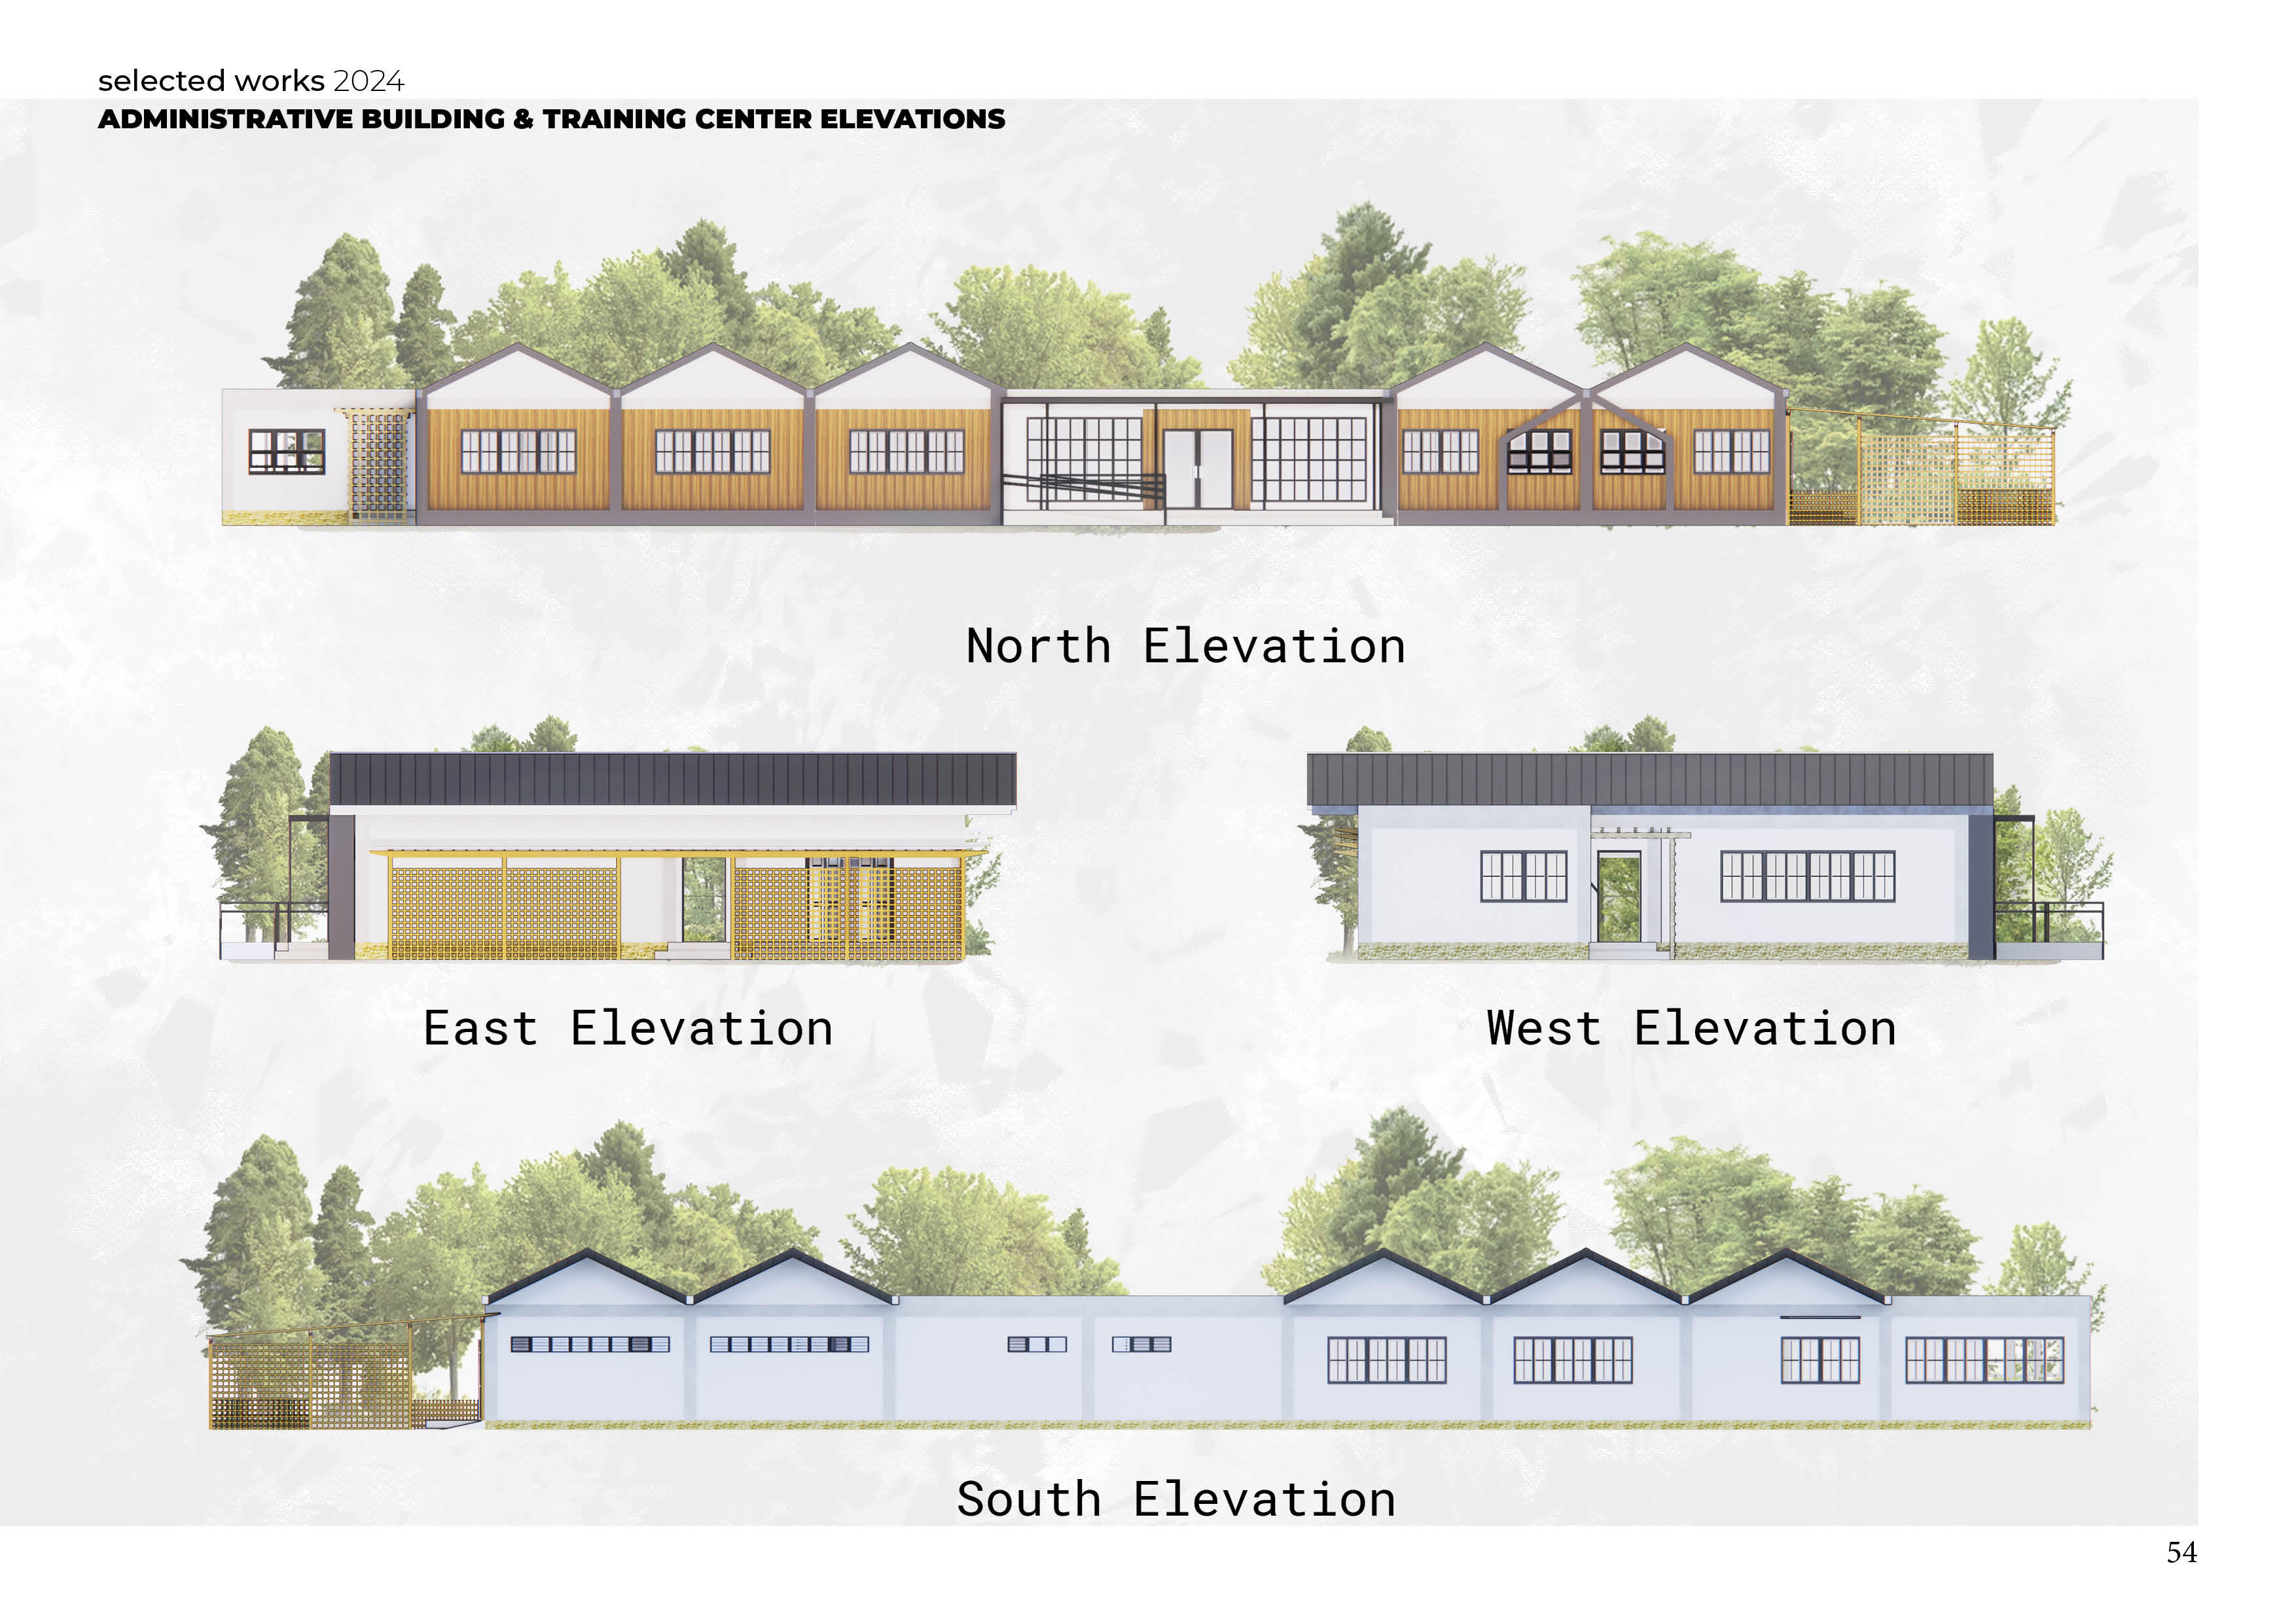 selected works 2024
ADMINISTRATIVE BUILDING & TRAINING CENTER ELEVATIONS
North Elevation
East Elevation
West Elevation
South Elevation
54